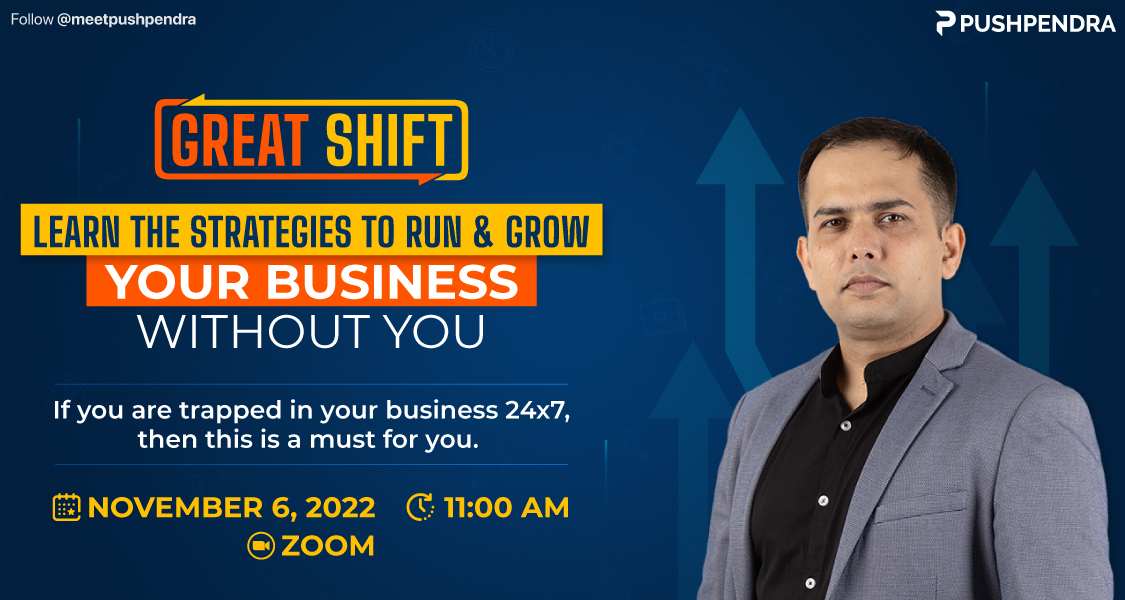 Follow @meetpushpendra
PUSHPENDRA
GREAT SHIFT
LEARN THE STRATEGIES TO RUN & GROW
YOUR BUSINESS
WITHOUT YOU
If you are trapped in your business 24x7,
then this is a must for you.
NOVEMBER 6, 2022 11:00 AM
ZOOM